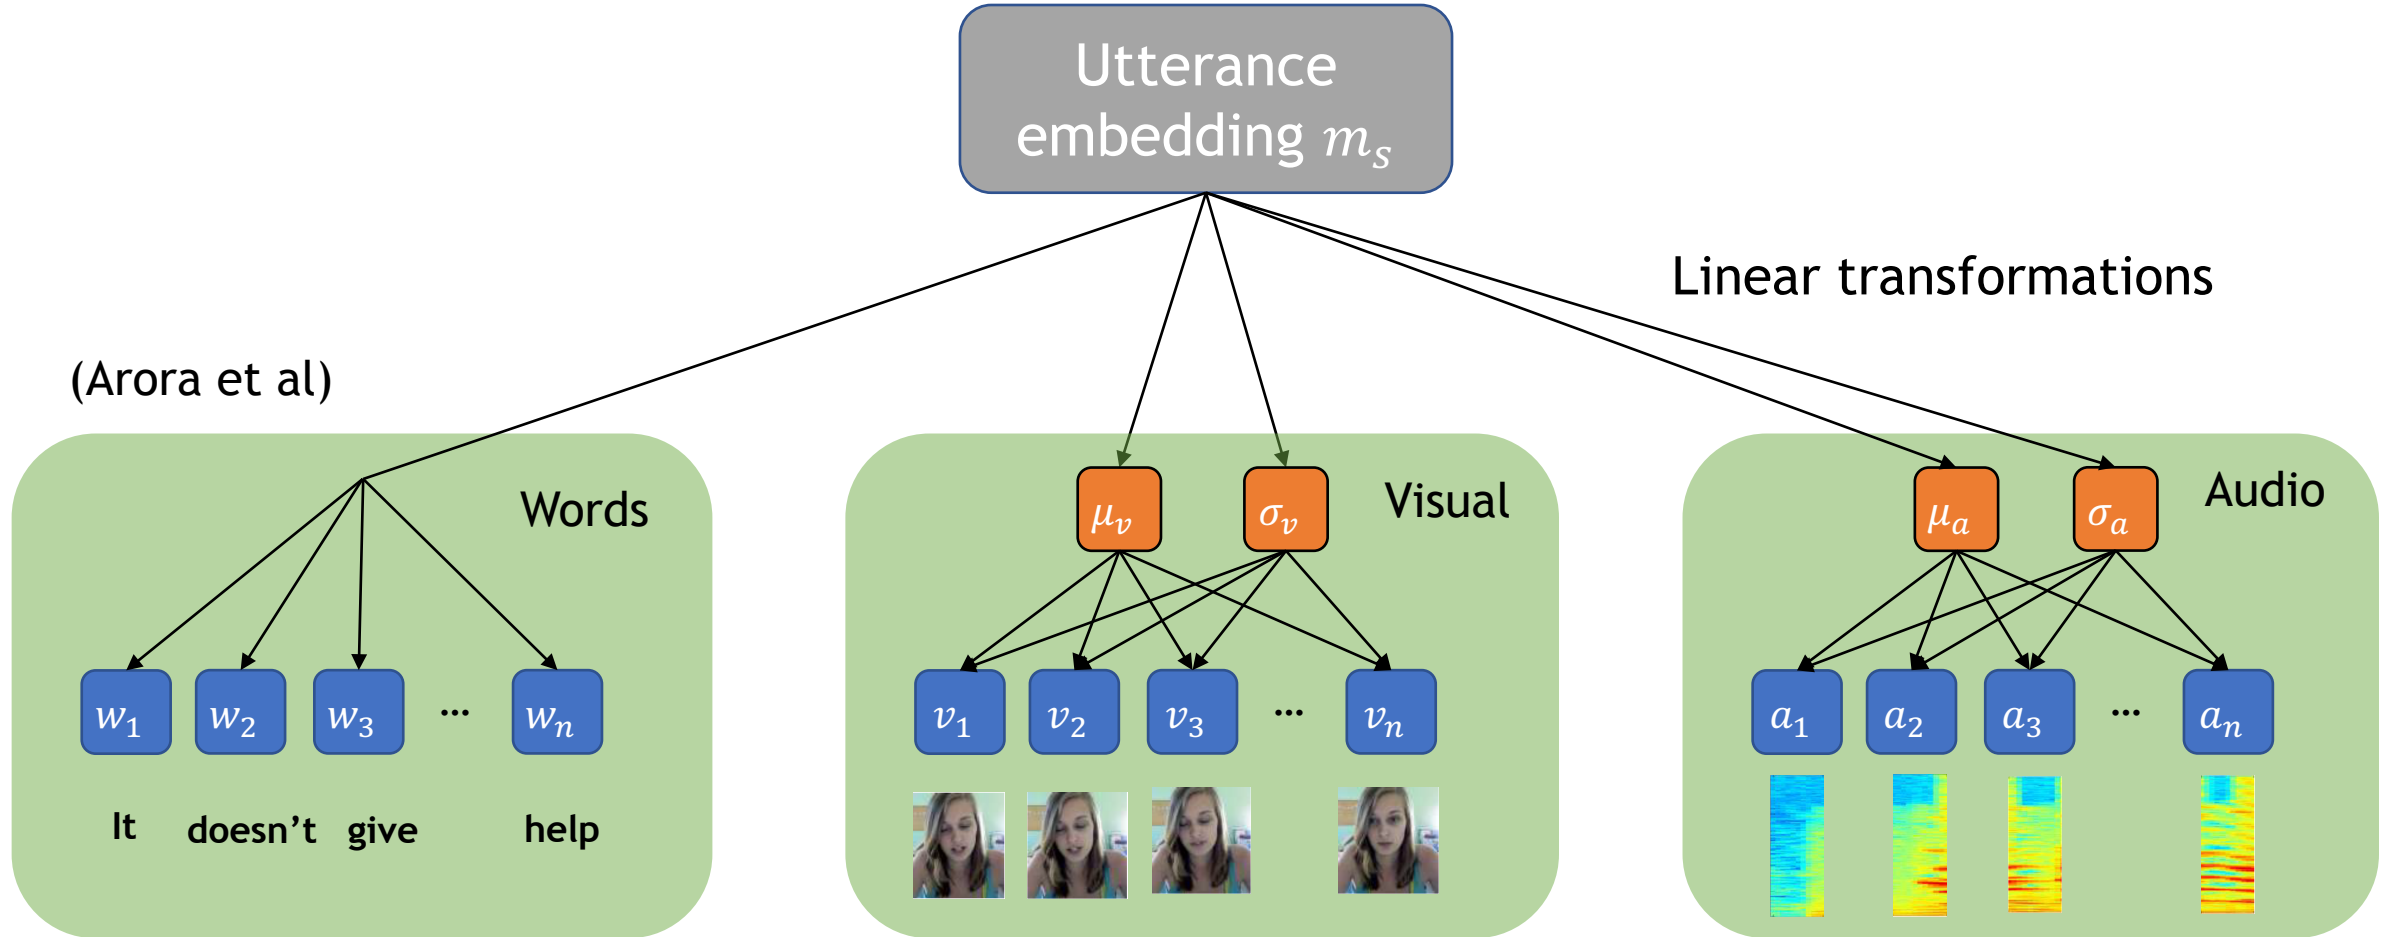 Utterance
embedding m_s
Linear transformations
(Arora et al)
Words
Visual
Audio
μ_v σ_v
μ_a σ_a
w_1 w_2 w_3 ... w_n
v_1 v_2 v_3 ... v_n
a_1 a_2 a_3 ... a_n
It doesn’t give help